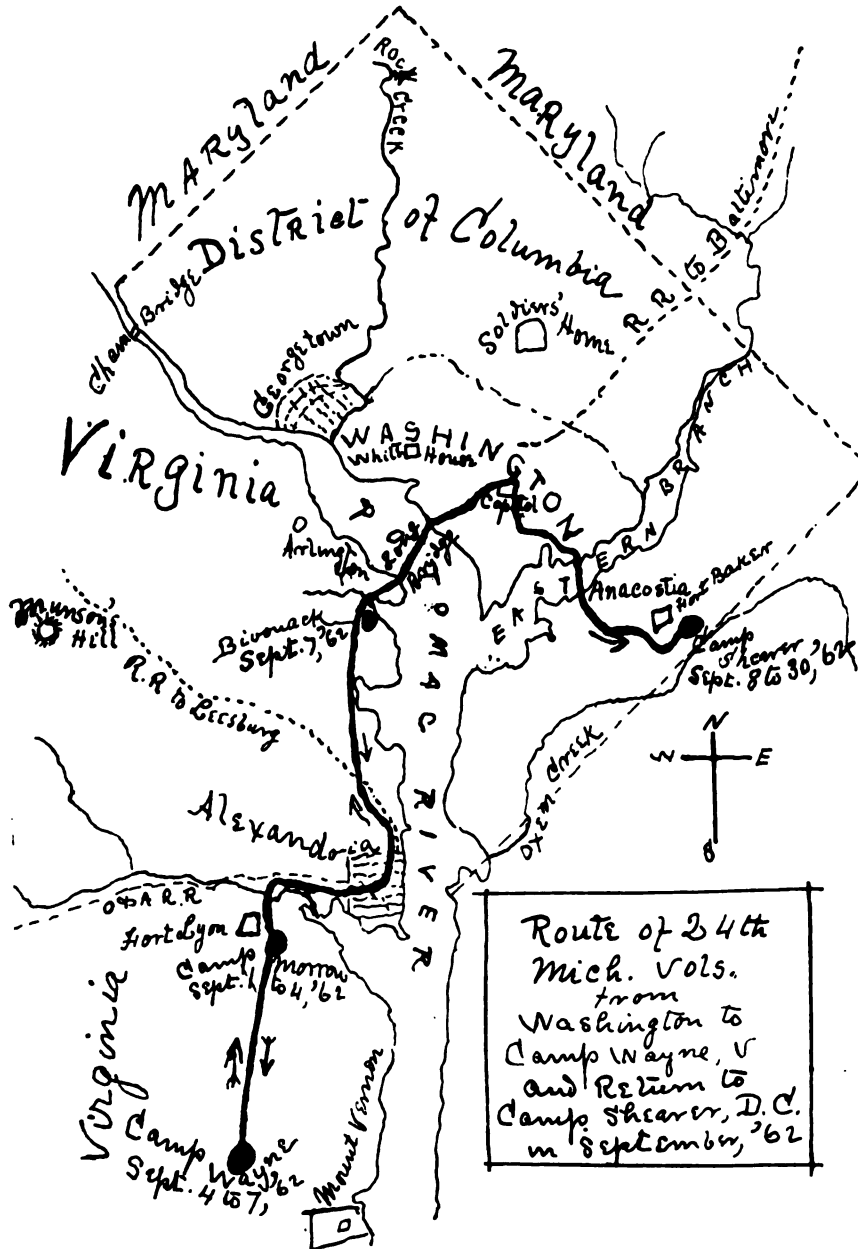 Maryland
Maryland
Rock Creek
District of Columbia
RR to Baltimore
Chain Bridge
Georgetown
Soldiers' Home
WASHINGTON
White House
Capitol
Virginia
Arlington
Long Bridge
EASTERN BRANCH
Anacostia
Fort Baker
Munson's
Hill
Bivouack
Sept. 7, '62
Camp
Shearer
Sept. 8 to 30, '62
R.R to Leesburg
POTOMAC RIVER
Oxen Creek
N
W E
S
Alexandria
O & A R R
Fort Lyon
Camp Morrow
Sept. 1 to 4, '62
Virginia
Camp Wayne
Sept. 4 to 7, '62
Mount Vernon
Route of 24th
Mich. Vols.
from
Washington to
Camp Wayne, V
and Return to
Camp Shearer, D.C.
in September, '62